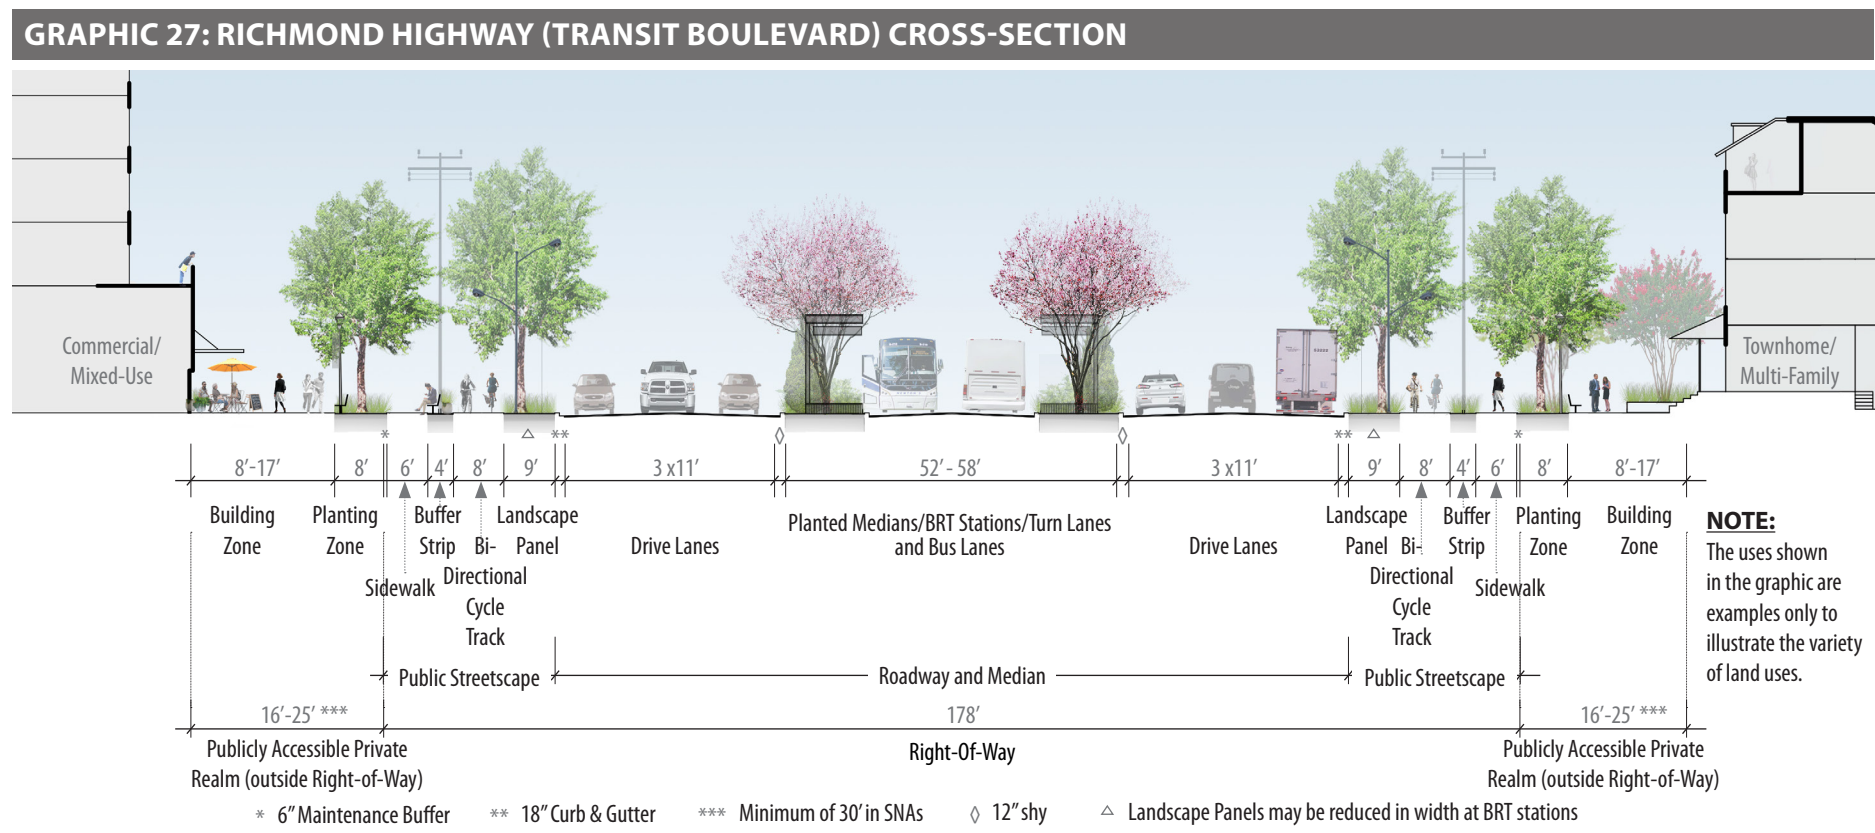 GRAPHIC 27: RICHMOND HIGHWAY (TRANSIT BOULEVARD) CROSS-SECTION
Commercial/
Mixed-Use
Townhome/
Multi-Family
* ** * **
8'-17' 8' 6' 4' 8' 9' 3 x11' 52' - 58' 3 x11' 9' 8' 4' 6' 8' 8'-17'
Building
Zone
Planting
Zone
Sidewalk
Buffer
Strip
Bi-
Directional
Cycle
Track
Landscape
Panel
Drive Lanes
Planted Medians/BRT Stations/Turn Lanes
and Bus Lanes
Drive Lanes
Landscape
Panel
Bi-
Directional
Cycle
Track
Buffer
Strip
Sidewalk
Planting
Zone
Building
Zone
NOTE:
The uses shown
in the graphic are
examples only to
illustrate the variety
of land uses.
Public Streetscape
Roadway and Median
Public Streetscape
16'-25' ***
178'
16'-25' ***
Publicly Accessible Private
Realm (outside Right-of-Way)
Right-Of-Way
Publicly Accessible Private
Realm (outside Right-of-Way)
* 6" Maintenance Buffer ** 18" Curb & Gutter *** Minimum of 30' in SNAs ◊ 12" shy △ Landscape Panels may be reduced in width at BRT stations